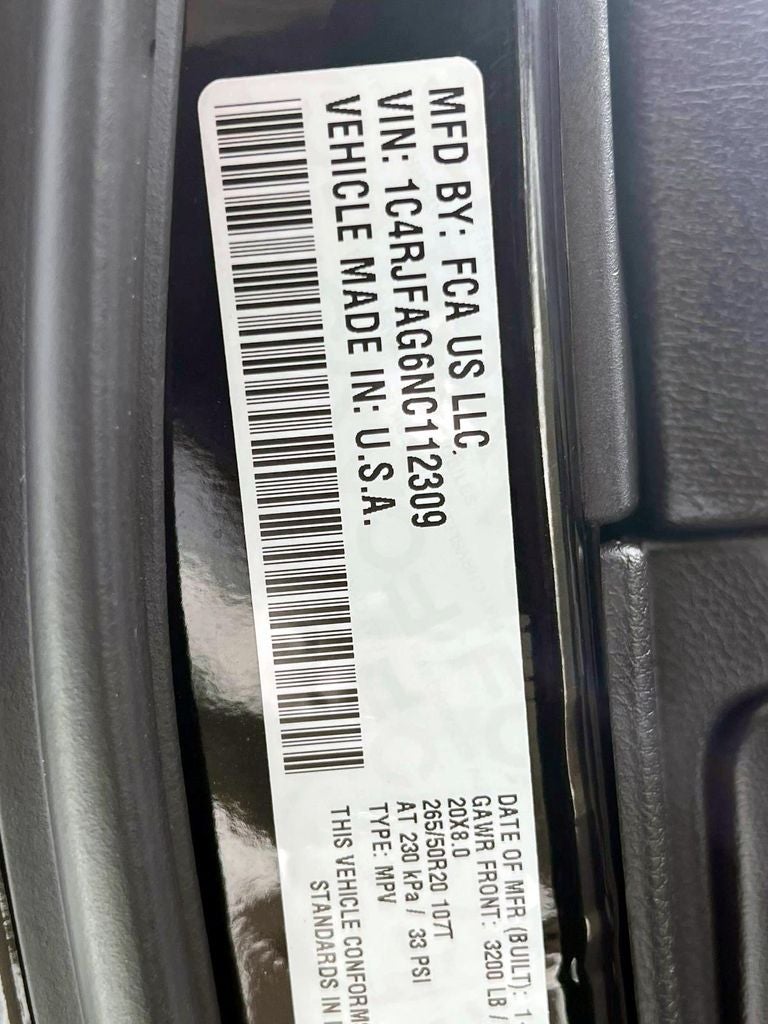 MFD BY: FCA US LLC.
VIN: 1C4RJFAG6NC112309
VEHICLE MADE IN: U.S.A.
DATE OF MFR (BUILT):
GAWR FRONT: 3200 LB /
20X8.0
265/50R20 107T
AT 230 kPa / 33 PSI
TYPE: MPV
THIS VEHICLE CONFORMS
STANDARDS IN